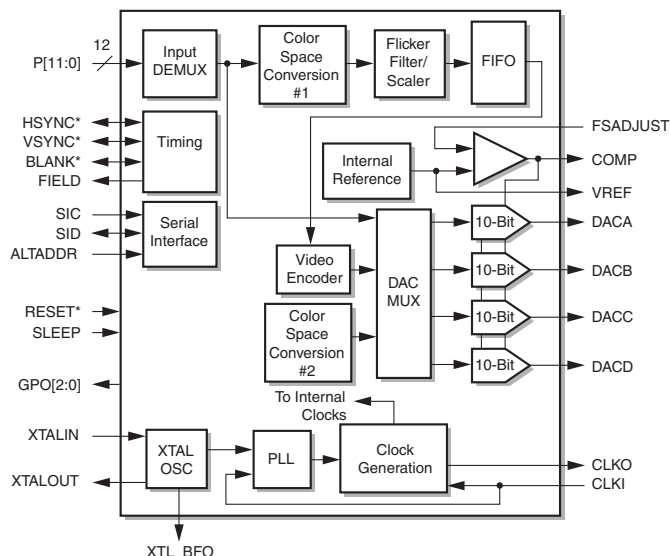 12
P[11:0]
Input
DEMUX
Color
Space
Conversion
#1
Flicker
Filter/
Scaler
FIFO
HSYNC*
VSYNC*
BLANK*
FIELD
Timing
FSADJUST
COMP
VREF
Internal
Reference
SIC
SID
ALTADDR
Serial
Interface
Video
Encoder
DAC
MUX
10-Bit
DACA
10-Bit
DACB
10-Bit
DACC
10-Bit
DACD
RESET*
SLEEP
Color
Space
Conversion
#2
GPO[2:0]
To Internal
Clocks
XTALIN
XTALOUT
XTAL
OSC
PLL
Clock
Generation
CLKO
CLKI
XTL_BFO